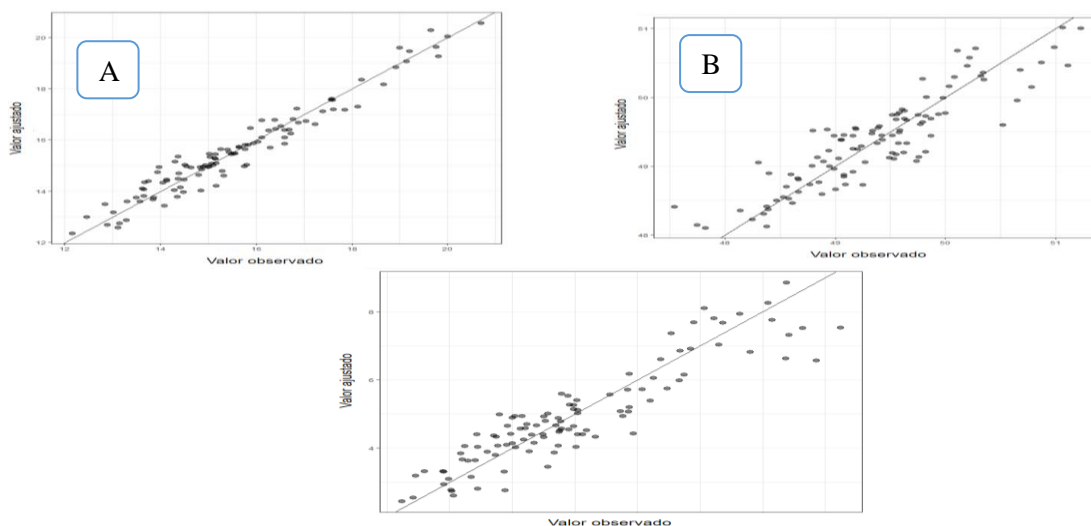 A
Valor ajustado
20
18
16
14
12
12 14 16 18 20
Valor observado
B
Valor ajustado
51
50
49
48
48 49 50 51
Valor observado
Valor ajustado
8
6
4
Valor observado